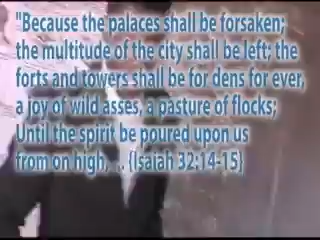 "Because the palaces shall be forsaken;
the multitude of the city shall be left; the
forts and towers shall be for dens for ever,
a joy of wild asses, a pasture of flocks;
Until the spirit be poured upon us
from on high, ... {Isaiah 32:14-15}